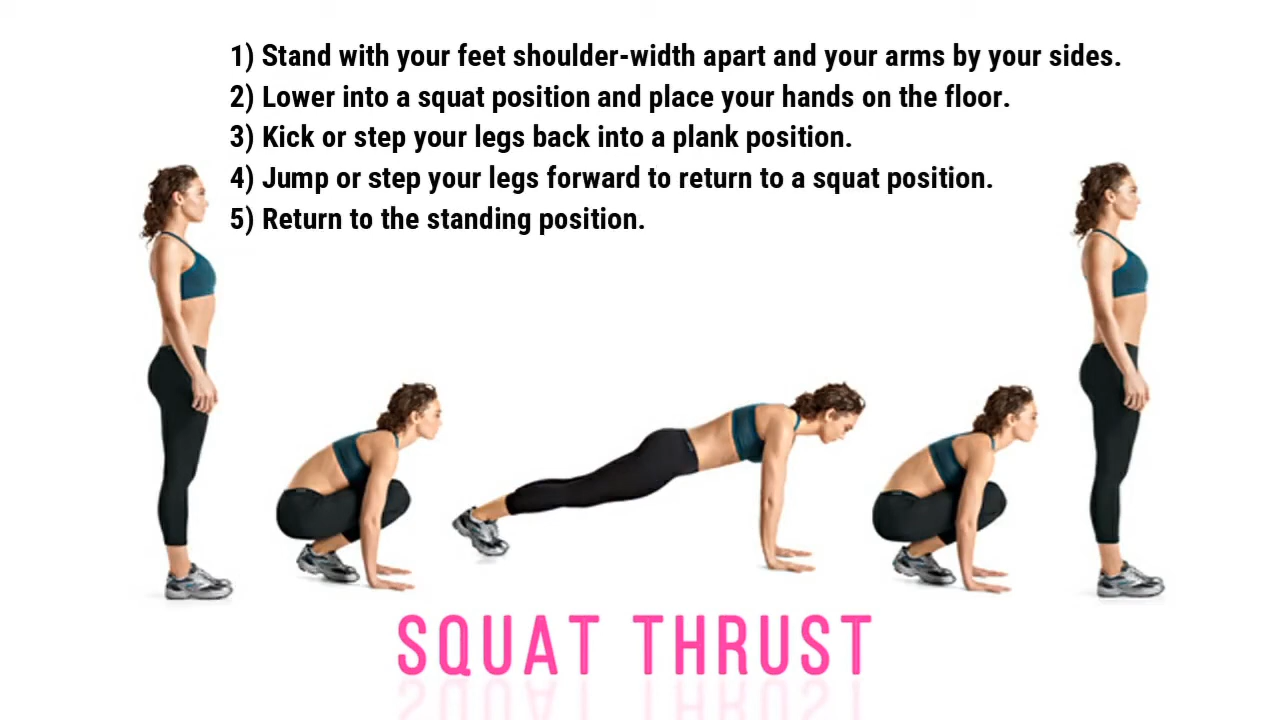 1) Stand with your feet shoulder-width apart and your arms by your sides.
2) Lower into a squat position and place your hands on the floor.
3) Kick or step your legs back into a plank position.
4) Jump or step your legs forward to return to a squat position.
5) Return to the standing position.
SQUAT THRUST